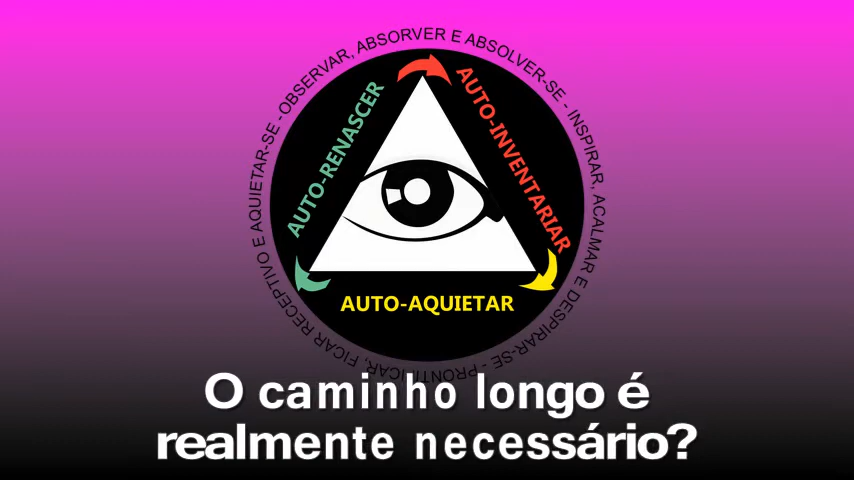 OBSERVAR, ABSORVER E ABSOLVER-SE - INSPIRAR, ACALMAR E DESPIRAR-SE - PRONTIFICAR, FICAR RECEPTIVO E AQUIETAR-SE -
AUTO-RENASCER
AUTO-INVENTARIAR
AUTO-AQUIETAR
O caminho longo é
realmente necessário?